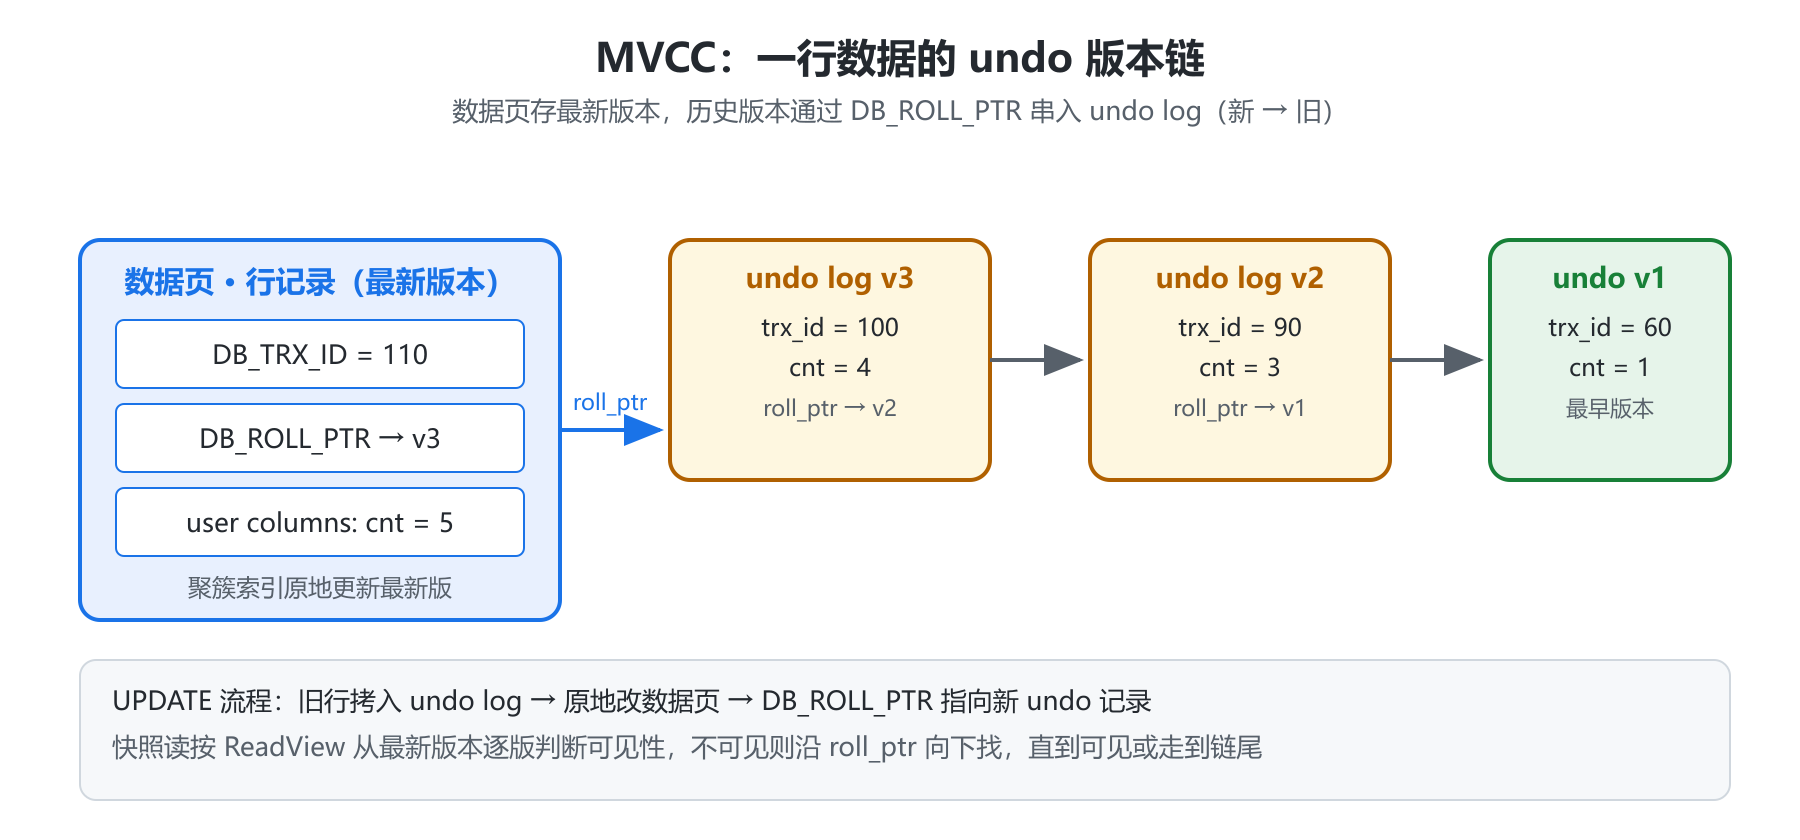 MVCC：一行数据的 undo 版本链
数据页存最新版本，历史版本通过 DB_ROLL_PTR 串入 undo log（新 → 旧）
数据页 · 行记录（最新版本）
DB_TRX_ID = 110
DB_ROLL_PTR → v3
user columns: cnt = 5
聚簇索引原地更新最新版
roll_ptr
undo log v3
trx_id = 100
cnt = 4
roll_ptr → v2
undo log v2
trx_id = 90
cnt = 3
roll_ptr → v1
undo v1
trx_id = 60
cnt = 1
最早版本
UPDATE 流程：旧行拷入 undo log → 原地改数据页 → DB_ROLL_PTR 指向新 undo 记录
快照读按 ReadView 从最新版本逐版判断可见性，不可见则沿 roll_ptr 向下找，直到可见或走到链尾